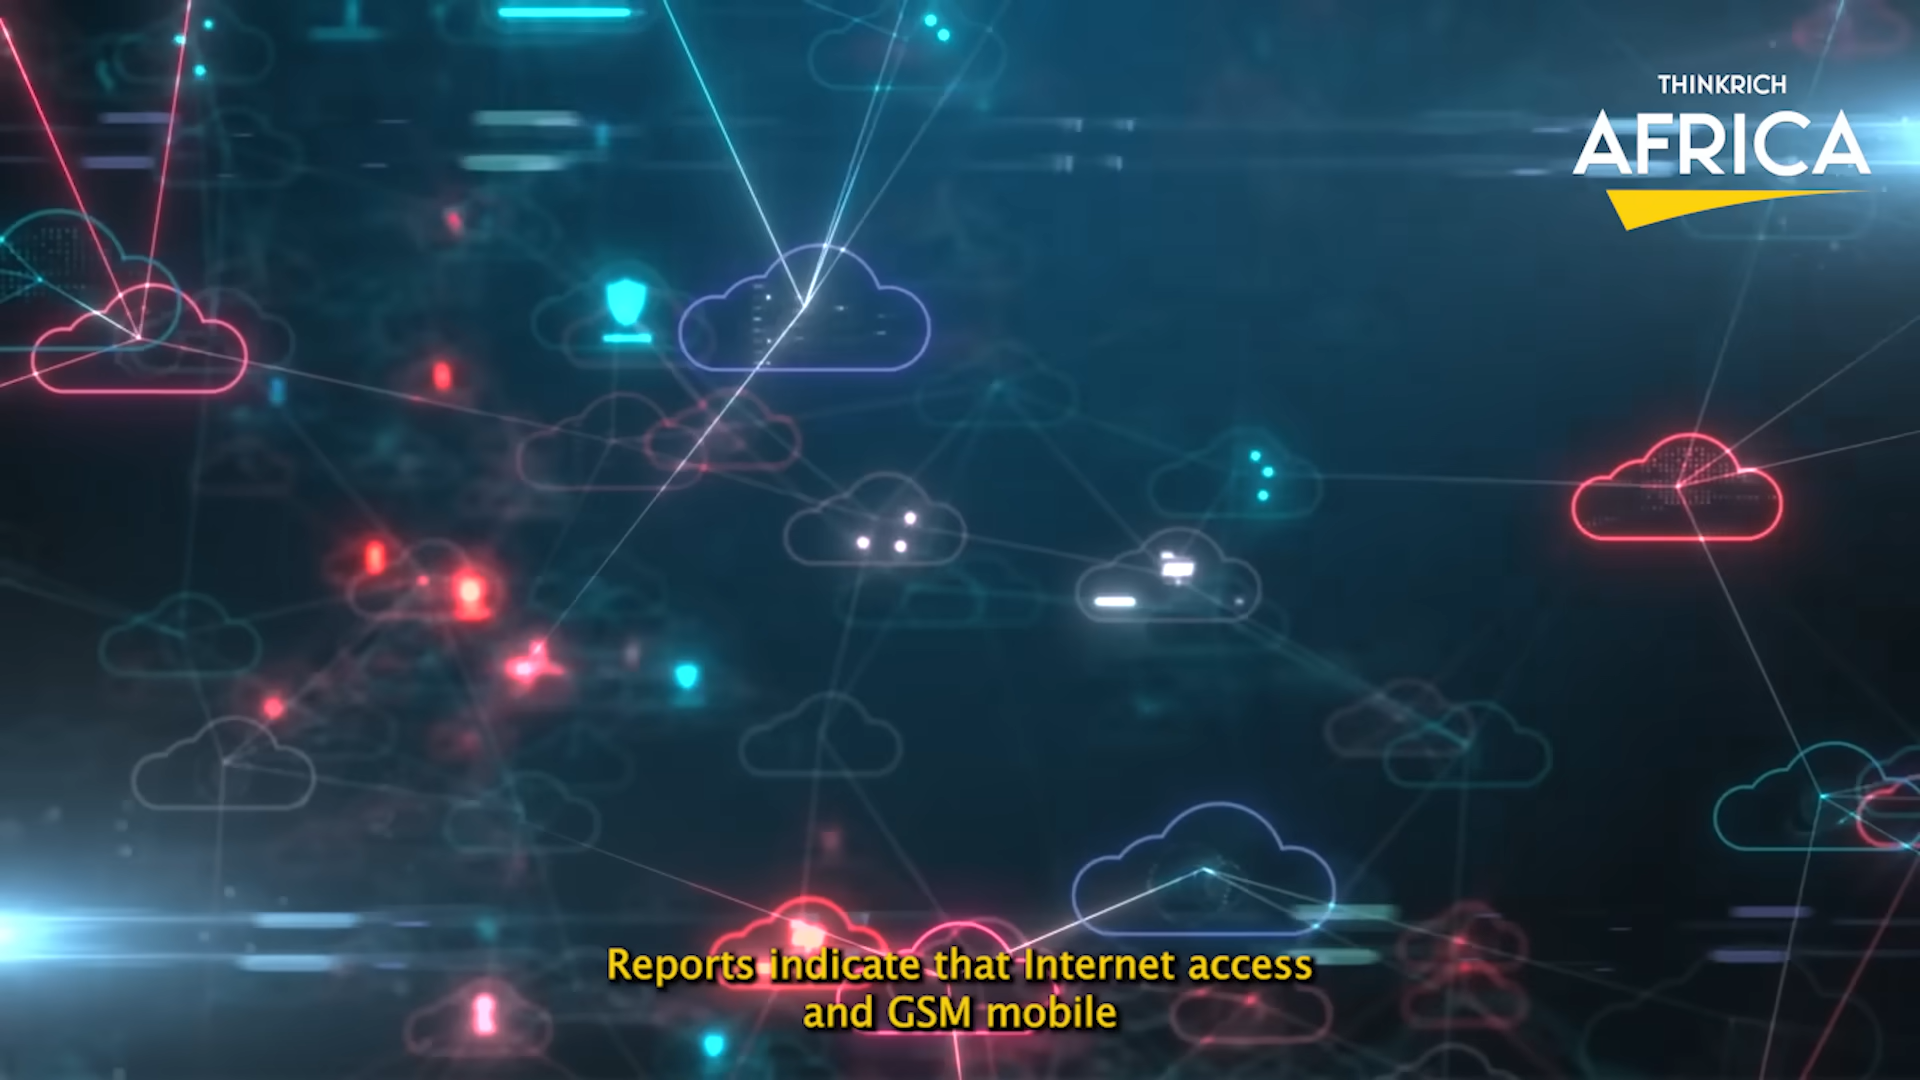 THINKRICH
AFRICA
Reports indicate that Internet access
and GSM mobile